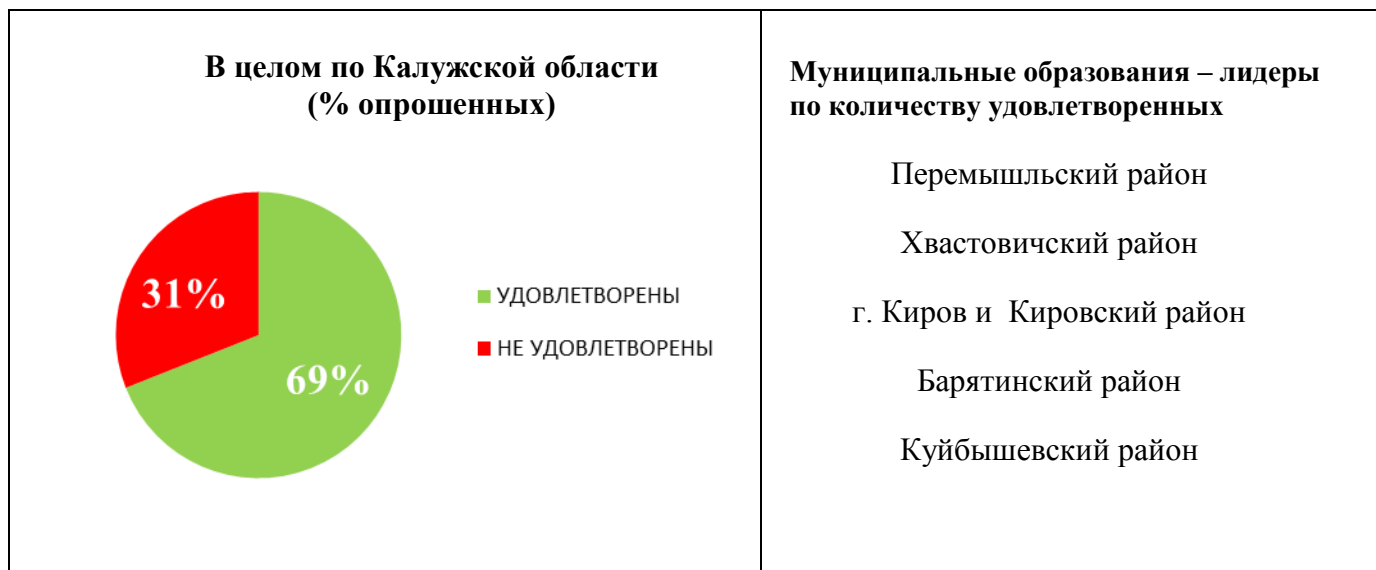 В целом по Калужской области
(% опрошенных)
31%
69%
УДОВЛЕТВОРЕНЫ
НЕ УДОВЛЕТВОРЕНЫ
Муниципальные образования – лидеры
по количеству удовлетворенных
Перемышльский район
Хвастовичский район
г. Киров и Кировский район
Барятинский район
Куйбышевский район